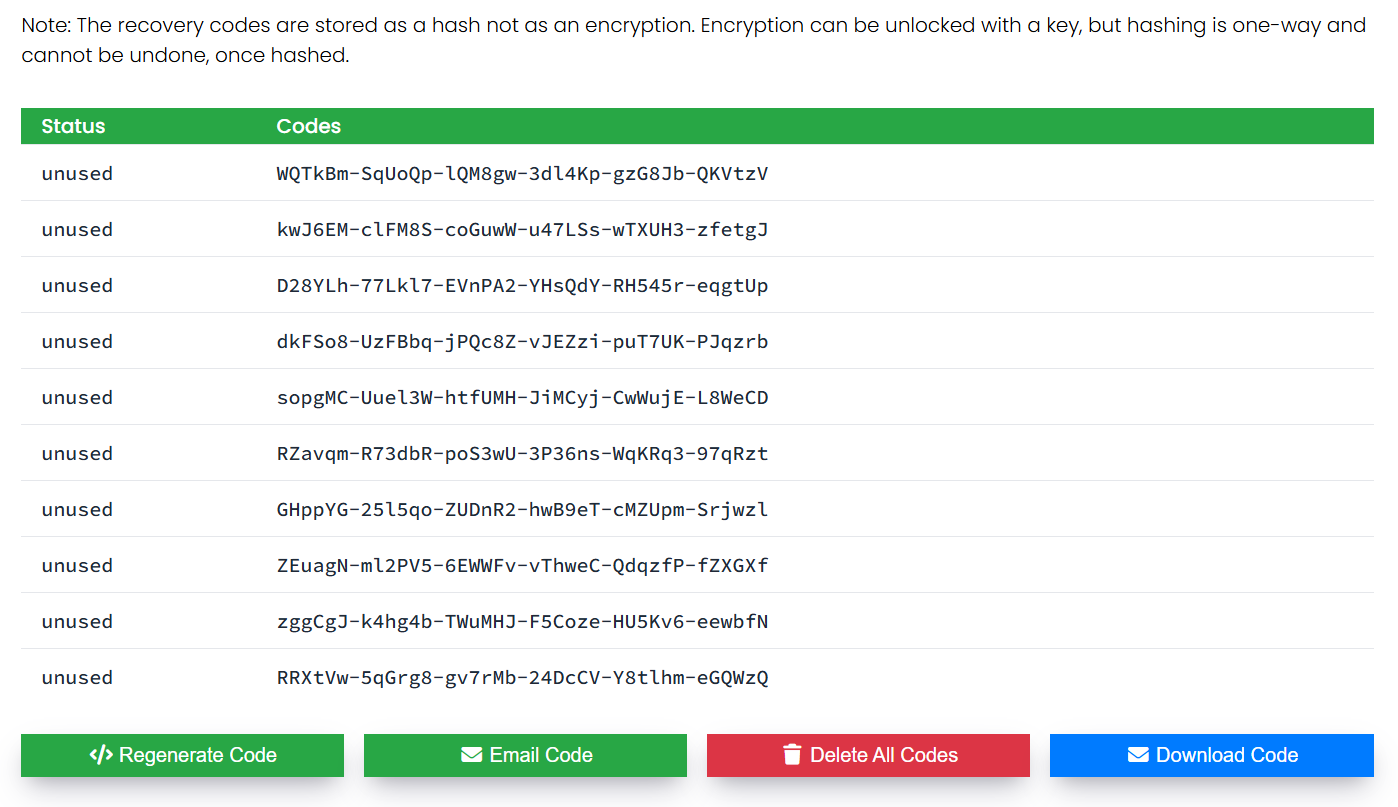 Note: The recovery codes are stored as a hash not as an encryption. Encryption can be unlocked with a key, but hashing is one-way and
cannot be undone, once hashed.
Status Codes
unused WQTkBm-SqUoQp-lQM8gw-3dl4Kp-gzG8Jb-QKVtzV
unused kwJ6EM-clFM8S-coGuwW-u47LSs-wTXUH3-zfetgJ
unused D28YLh-77Lkl7-EVnPA2-YHsQdY-RH545r-eqgtUp
unused dkFSo8-UzFBbq-jPQc8Z-vJEZzi-puT7UK-PJqzrb
unused sopgMC-Uuel3W-htfUMH-JiMCyj-CwWujE-L8WeCD
unused RZavqm-R73dbR-poS3wU-3P36ns-WqKRq3-97qRzt
unused GHppYG-25l5qo-ZUDnR2-hwB9eT-cMZUpm-Srjwzl
unused ZEuagN-ml2PV5-6EWWFv-vThweC-QdqzfP-fZXGXf
unused zggCgJ-k4hg4b-TWuMHJ-F5Coze-HU5Kv6-eewbfN
unused RRXtVw-5qGrg8-gv7rMb-24DcCV-Y8tlhm-eGQWzQ
Regenerate Code Email Code Delete All Codes Download Code